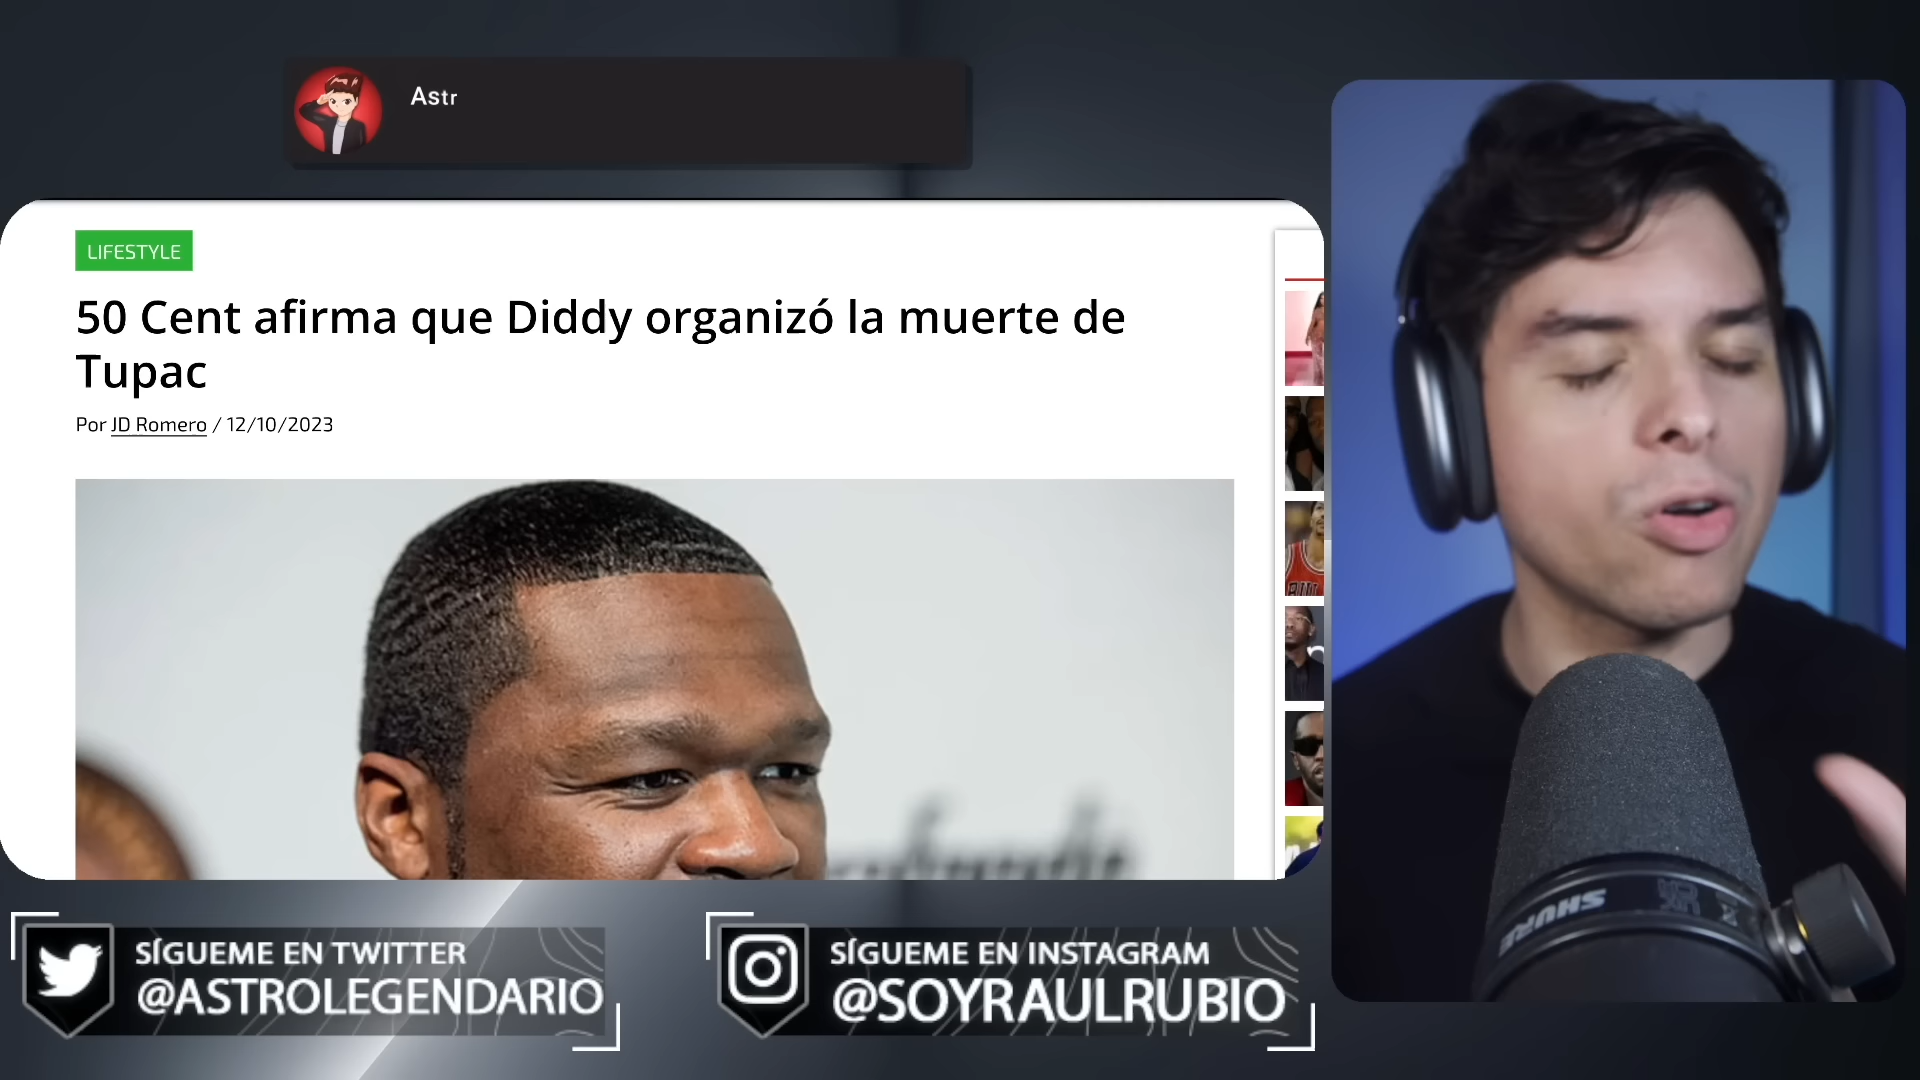 Astr
LIFESTYLE
50 Cent afirma que Diddy organizó la muerte de
Tupac
Por JD Romero / 12/10/2023
SÍGUEME EN TWITTER
@ASTROLEGENDARIO
SÍGUEME EN INSTAGRAM
@SOYRAULRUBIO
SHURE